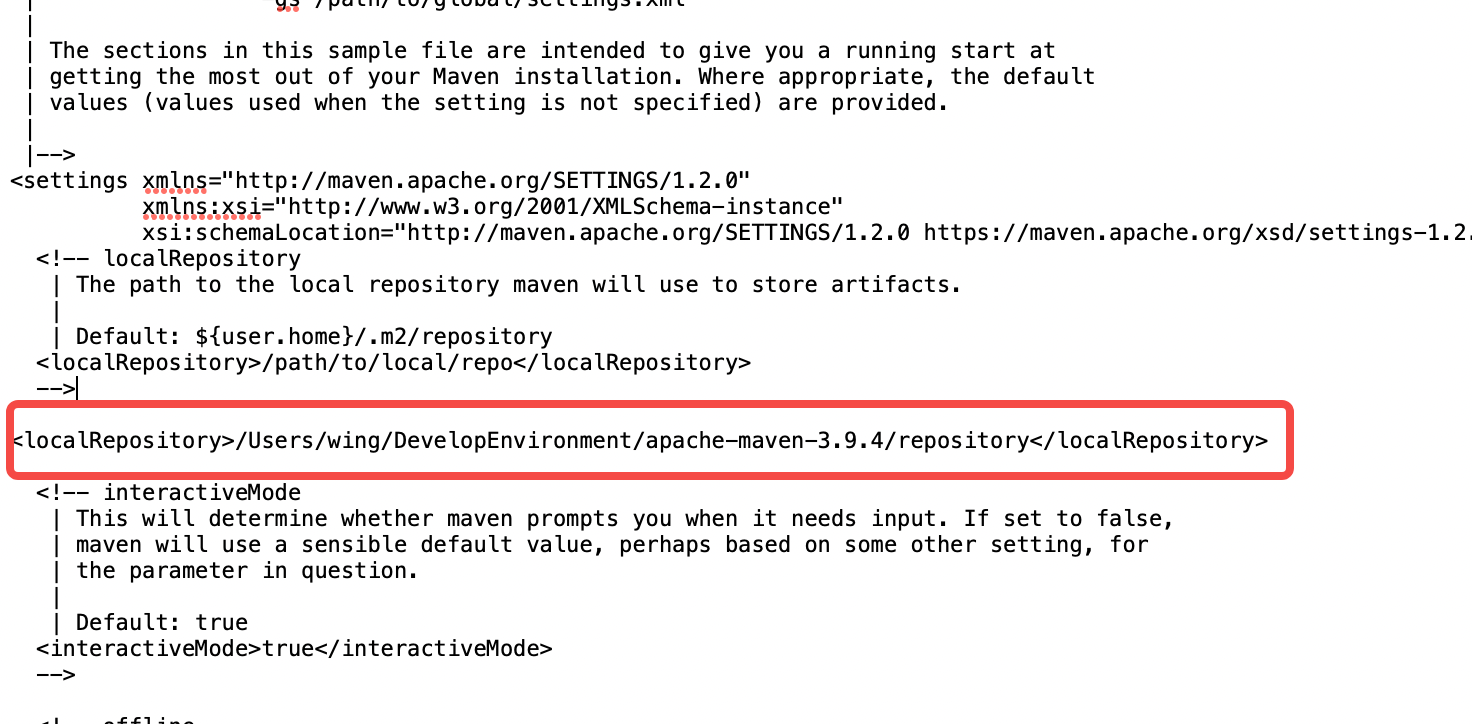 -gs /path/to/global/settings.xml
|
| The sections in this sample file are intended to give you a running start at
| getting the most out of your Maven installation. Where appropriate, the default
| values (values used when the setting is not specified) are provided.
|
|-->
<settings xmlns="http://maven.apache.org/SETTINGS/1.2.0"
xmlns:xsi="http://www.w3.org/2001/XMLSchema-instance"
xsi:schemaLocation="http://maven.apache.org/SETTINGS/1.2.0 https://maven.apache.org/xsd/settings-1.2.
<!-- localRepository
| The path to the local repository maven will use to store artifacts.
|
| Default: ${user.home}/.m2/repository
<localRepository>/path/to/local/repo</localRepository>
-->
<localRepository>/Users/wing/DevelopEnvironment/apache-maven-3.9.4/repository</localRepository>
<!-- interactiveMode
| This will determine whether maven prompts you when it needs input. If set to false,
| maven will use a sensible default value, perhaps based on some other setting, for
| the parameter in question.
|
| Default: true
<interactiveMode>true</interactiveMode>
-->
<!-- offline